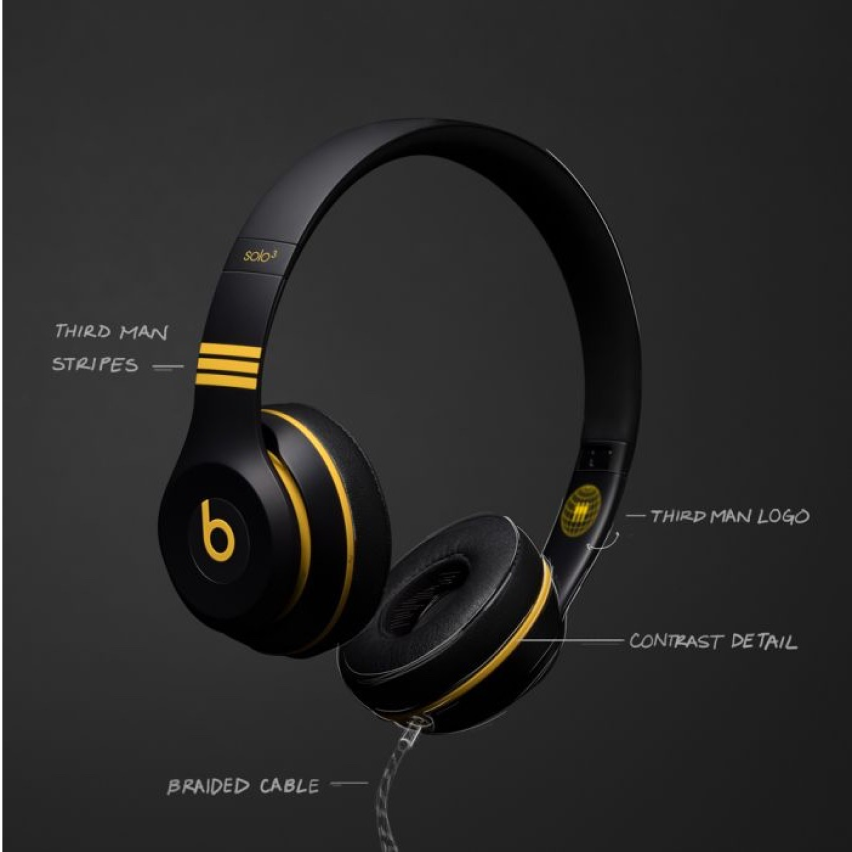 solo3
THIRD MAN
STRIPES
b
THIRD MAN LOGO
CONTRAST DETAIL
BRAIDED CABLE